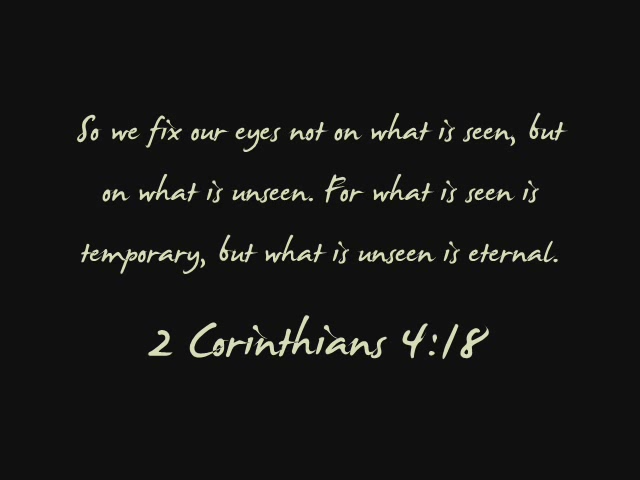 So we fix our eyes not on what is seen, but
on what is unseen. For what is seen is
temporary, but what is unseen is eternal.
2 Corinthians 4:18